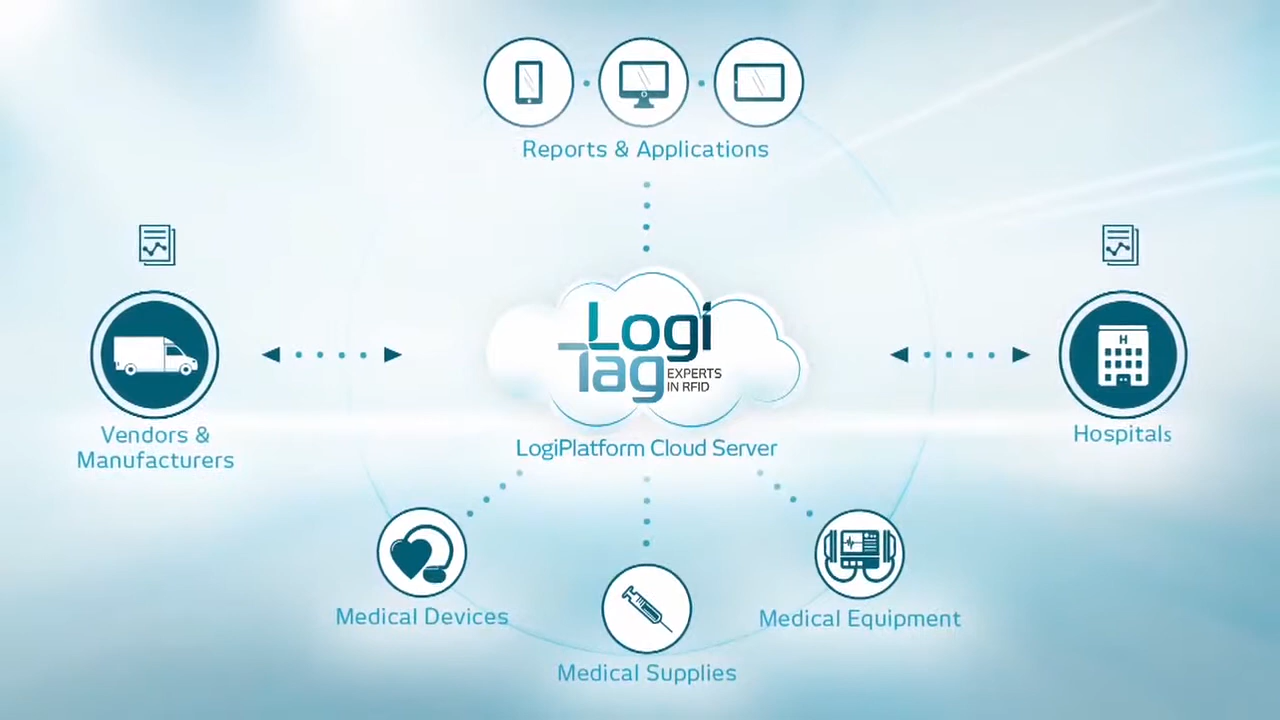 Reports & Applications
Logi
Tag
EXPERTS
IN RFID
LogiPlatform Cloud Server
Vendors &
Manufacturers
H
Hospitals
Medical Devices
Medical Supplies
Medical Equipment